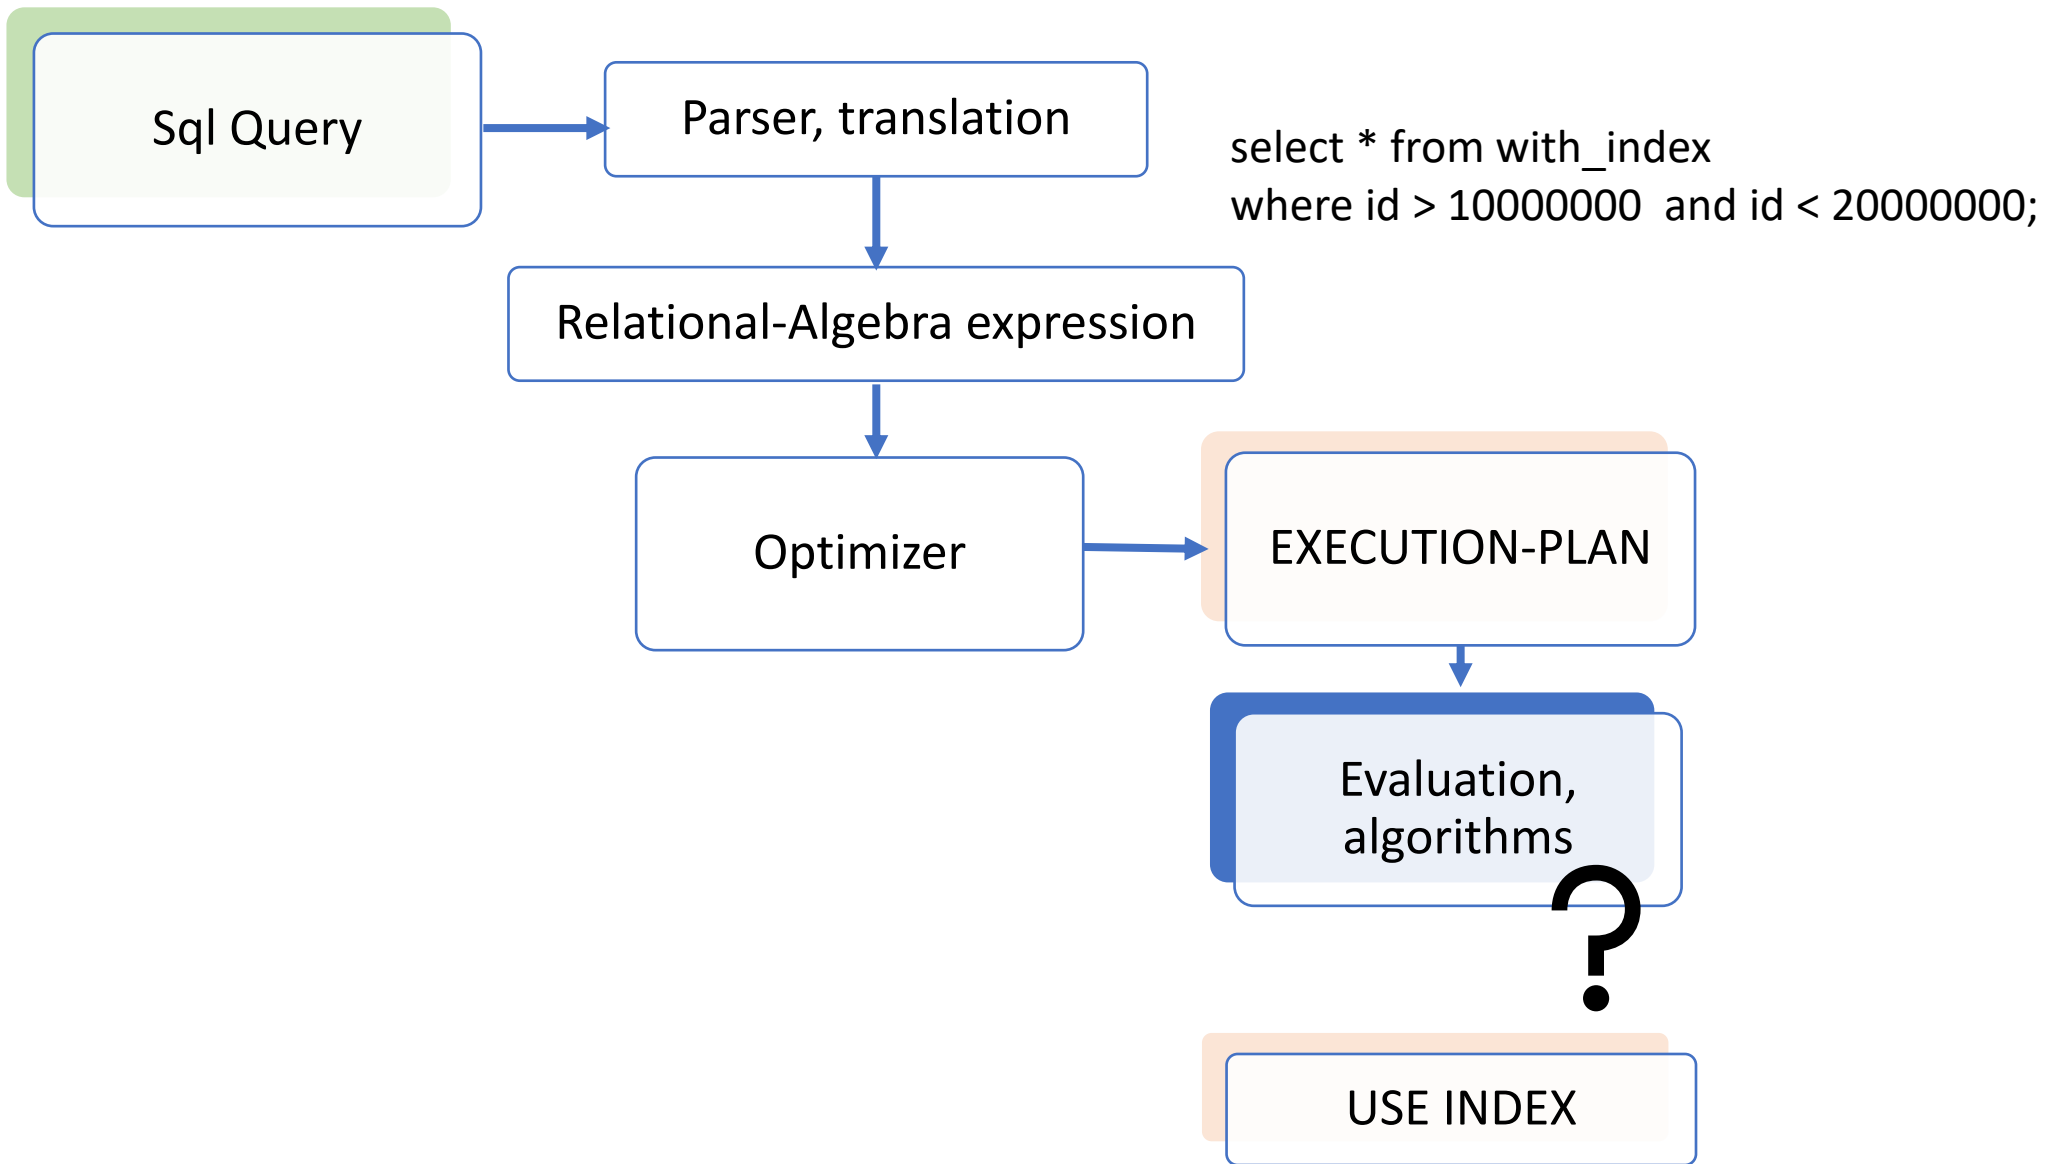 Sql Query
Parser, translation
select * from with_index
where id > 10000000  and id < 20000000;
Relational-Algebra expression
Optimizer
EXECUTION-PLAN
Evaluation,
algorithms
?
USE INDEX